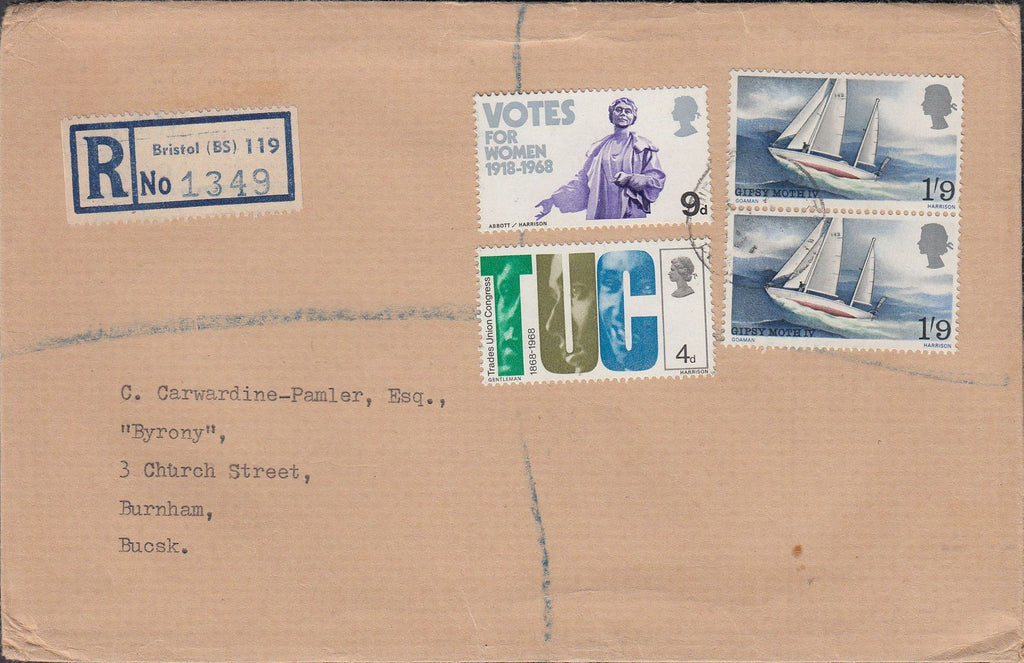 R
Bristol (BS) 119
No 1349
VOTES
FOR
WOMEN
1918-1968
9d
ABBOTT / HARRISON
GIPSY MOTH IV
1'9
GOAMAN
HARRISON
Trades Union Congress
TUC
1868-1968
4d
GENTLEMAN
HARRISON
GIPSY MOTH IV
1'9
GOAMAN
HARRISON
C. Carwardine-Pamler, Esq.,
"Byrony",
3 Church Street,
Burnham,
Bucsk.